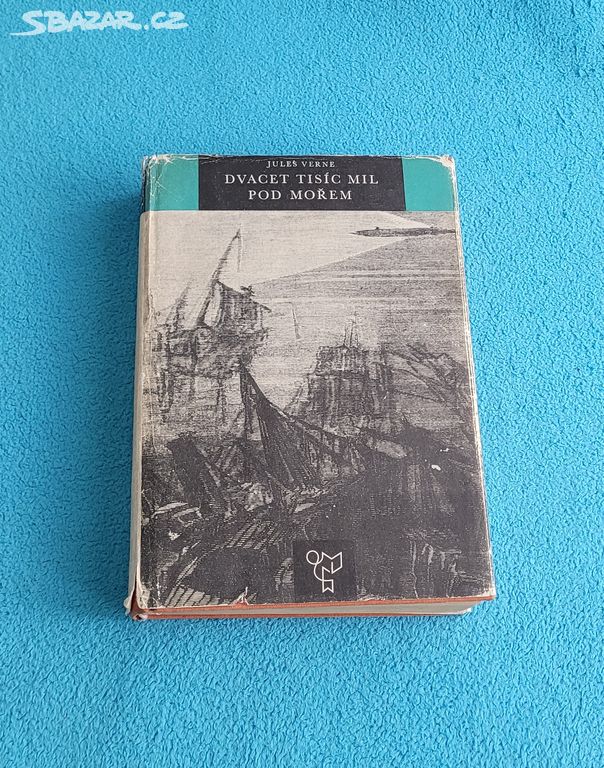 SBAZAR.CZ
JULES VERNE
DVACET TISÍC MIL
POD MOŘEM